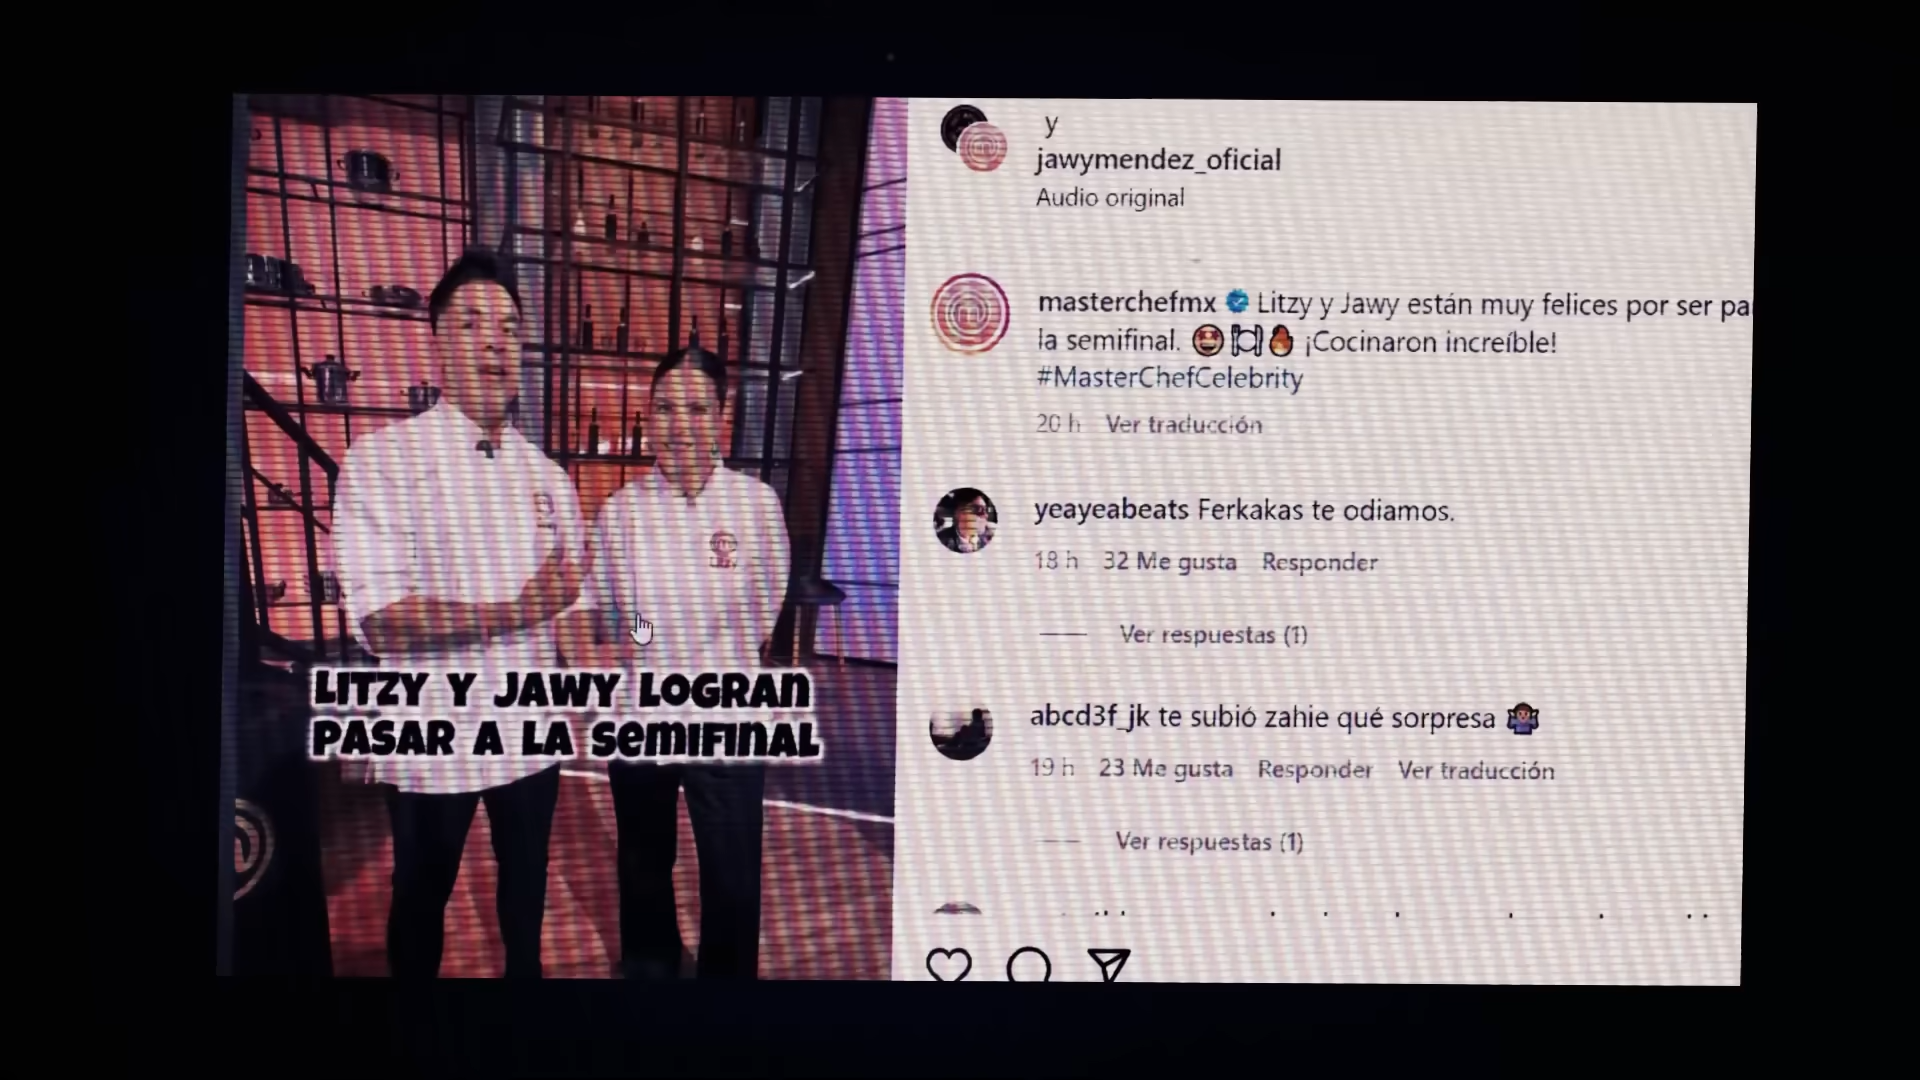 LITZY Y JAWY LOGRAN
PASAR A LA SEMIFINAL
y
jawymendez_oficial
Audio original
masterchefmx Litzy y Jawy están muy felices por ser
la semifinal. 🤩🍽️🔥 ¡Cocinaron increíble!
#MasterChefCelebrity
20 h Ver traducción
yeayeabeats Ferkakas te odiamos.
18 h 32 Me gusta Responder
Ver respuestas (1)
abcd3f_jk te subió zahie qué sorpresa 🤷🏽‍♀️
19 h 23 Me gusta Responder Ver traducción
Ver respuestas (1)